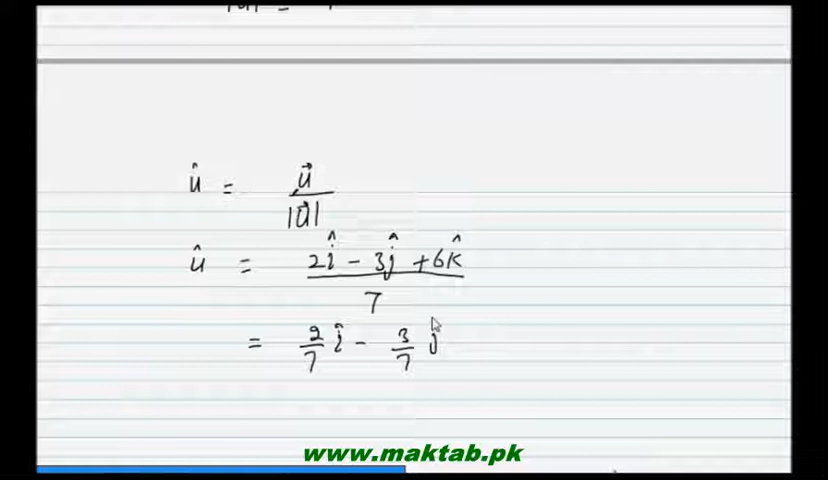 û = u⃗
|u⃗|
û = 2î - 3ĵ + 6k̂
7
= 2/7 î - 3/7 j
www.maktab.pk